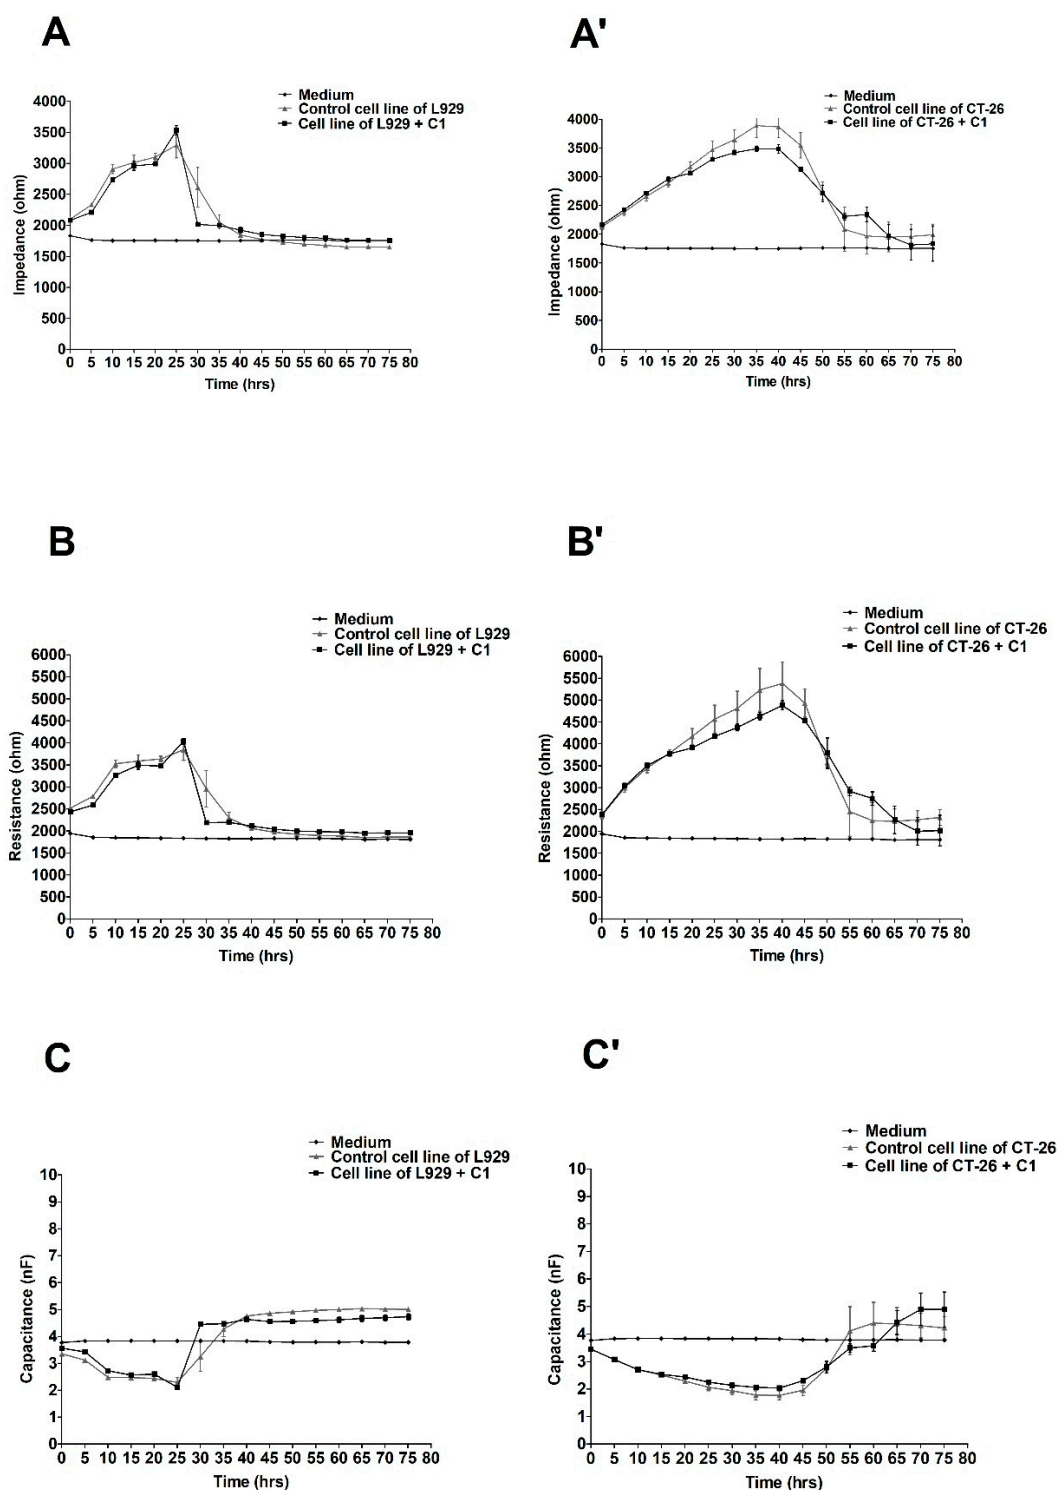 A
A'
Medium
Control cell line of L929
Cell line of L929 + C1
4000
3500
3000
2500
2000
1500
1000
500
0
Impedance (ohm)
0 5 10 15 20 25 30 35 40 45 50 55 60 65 70 75 80
Time (hrs)
Medium
Control cell line of CT-26
Cell line of CT-26 + C1
4000
3500
3000
2500
2000
1500
1000
500
0
Impedance (ohm)
0 5 10 15 20 25 30 35 40 45 50 55 60 65 70 75 80
Time (hrs)
B
B'
Medium
Control cell line of L929
Cell line of L929 + C1
6000
5500
5000
4500
4000
3500
3000
2500
2000
1500
1000
500
0
Resistance (ohm)
0 5 10 15 20 25 30 35 40 45 50 55 60 65 70 75 80
Time (hrs)
Medium
Control cell line of CT-26
Cell line of CT-26 + C1
6000
5500
5000
4500
4000
3500
3000
2500
2000
1500
1000
500
0
Resistance (ohm)
0 5 10 15 20 25 30 35 40 45 50 55 60 65 70 75 80
Time (hrs)
C
C'
Medium
Control cell line of L929
Cell line of L929 + C1
10
9
8
7
6
5
4
3
2
1
0
Capacitance (nF)
0 5 10 15 20 25 30 35 40 45 50 55 60 65 70 75 80
Time (hrs)
Medium
Control cell line of CT-26
Cell line of CT-26 + C1
10
9
8
7
6
5
4
3
2
1
0
Capacitance (nF)
0 5 10 15 20 25 30 35 40 45 50 55 60 65 70 75 80
Time (hrs)